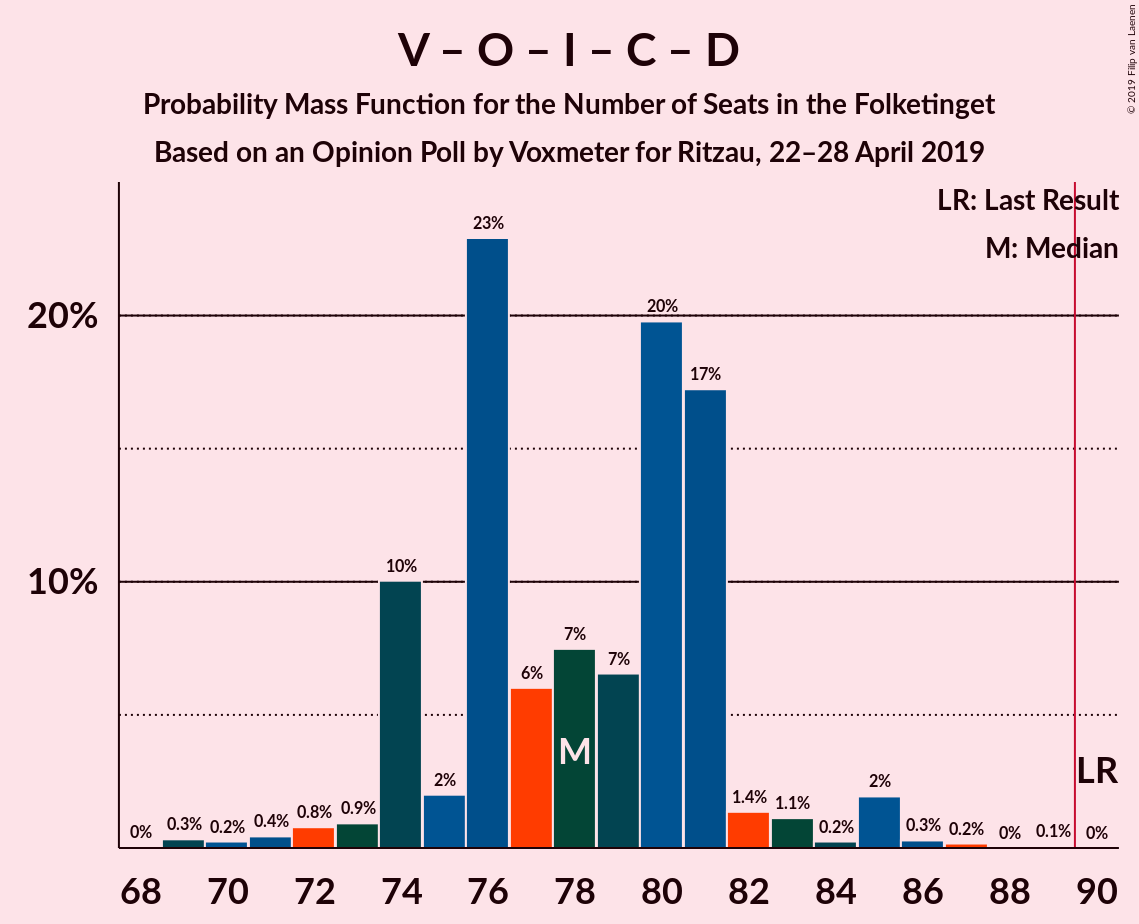 V – O – I – C – D
Probability Mass Function for the Number of Seats in the Folketinget
Based on an Opinion Poll by Voxmeter for Ritzau, 22–28 April 2019
© 2019 Filip van Laenen
LR: Last Result
M: Median
20%
10%
0%
0.3%
0.2%
0.4%
0.8%
0.9%
10%
2%
23%
6%
7%
7%
20%
17%
1.4%
1.1%
0.2%
2%
0.3%
0.2%
0%
0.1%
0%
M
LR
68 70 72 74 76 78 80 82 84 86 88 90